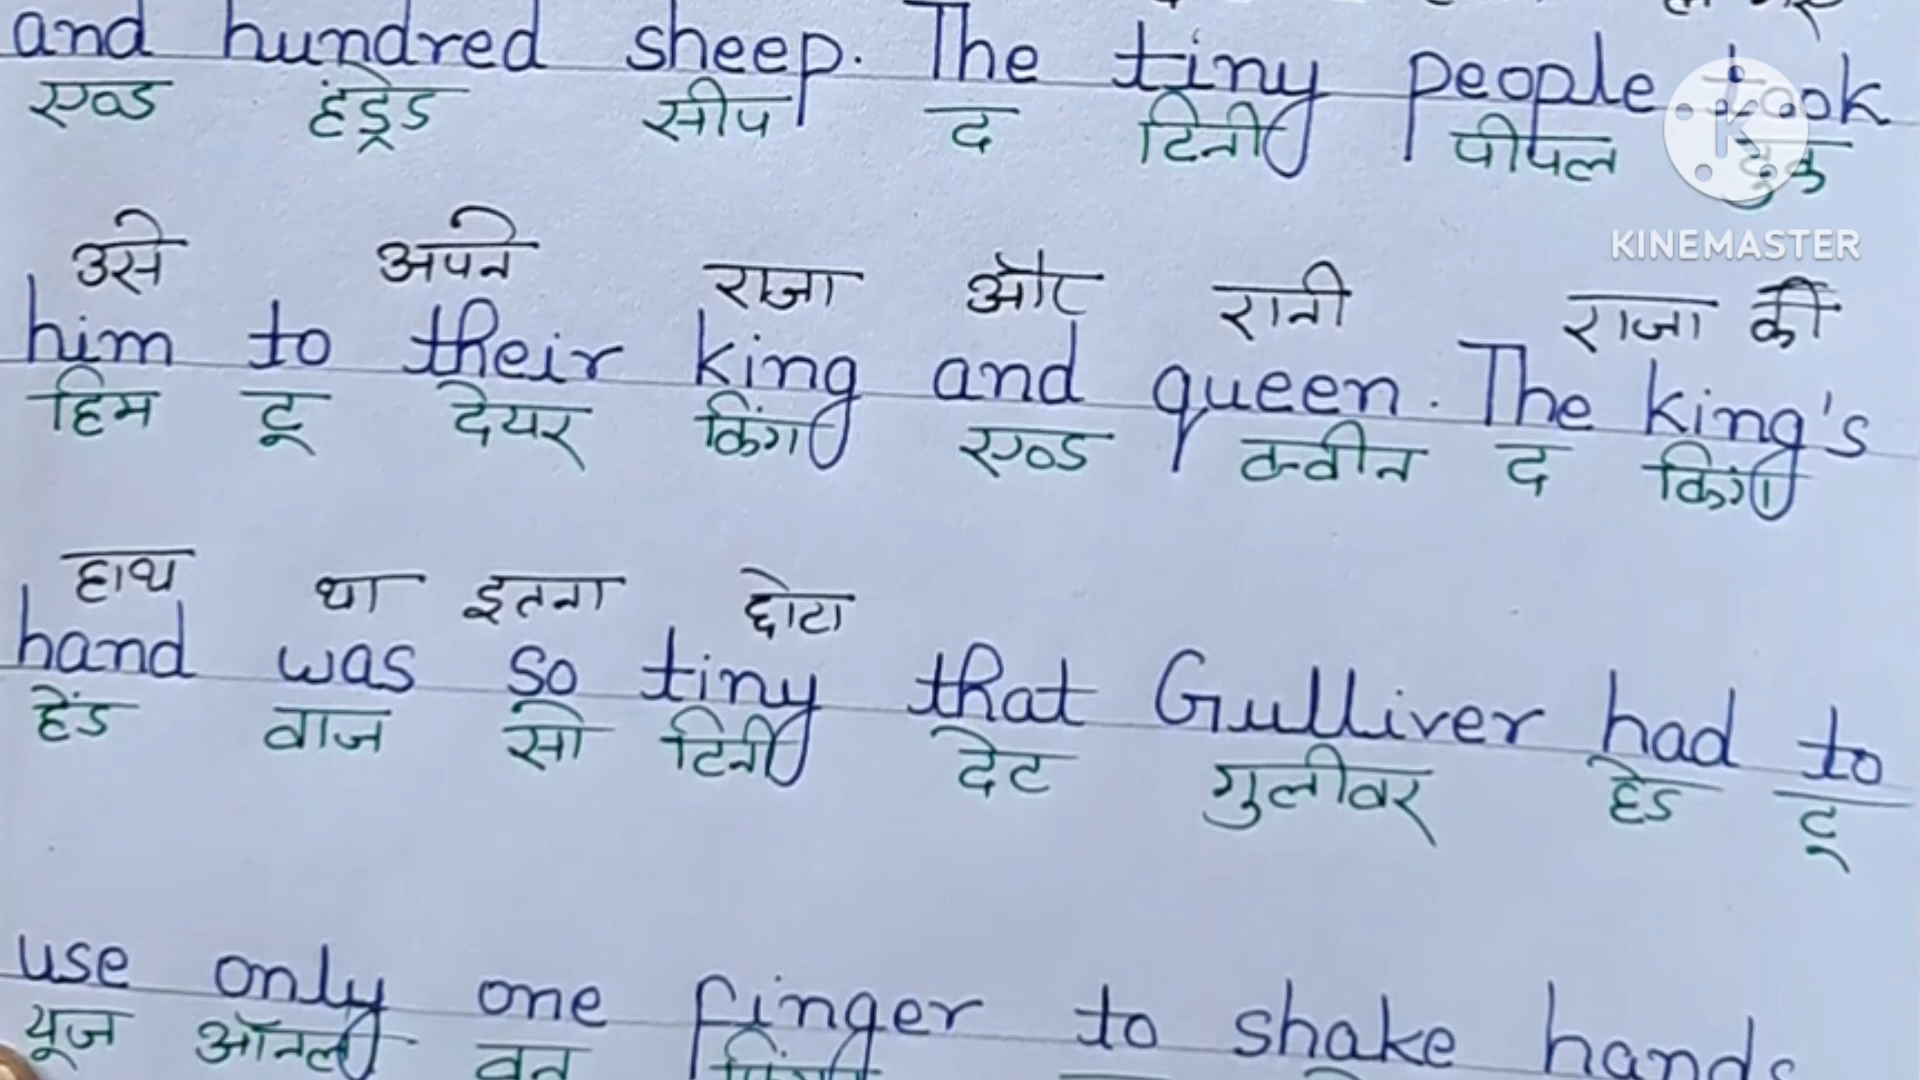 and hundred sheep. The tiny people took
एण्ड हंड्रेड सीप द टिनी पीपल टुक
KINEMASTER
उसे अपने राजा और रानी राजा की
him to their king and queen. The king's
हिम टू देयर किंग एण्ड क्वीन द किंग
हाथ था इतना छोटा
hand was so tiny that Gulliver had to
हेंड वाज सो टिनी देट गुलीवर हेड टू
use only one finger to shake hands
यूज ऑनली वन